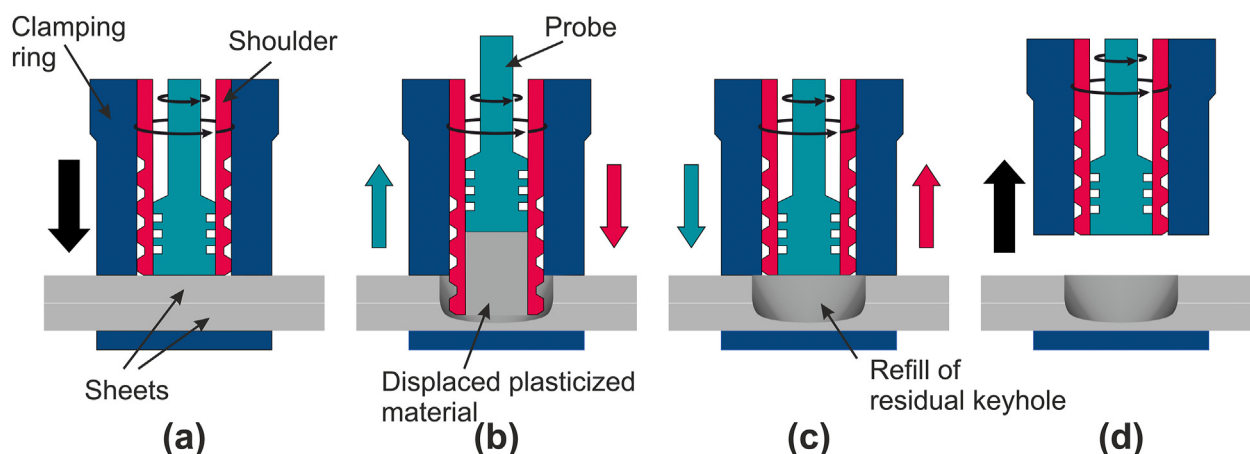 Clamping
ring
Shoulder
Probe
Sheets
Displaced plasticized
material
Refill of
residual keyhole
(a)
(b)
(c)
(d)